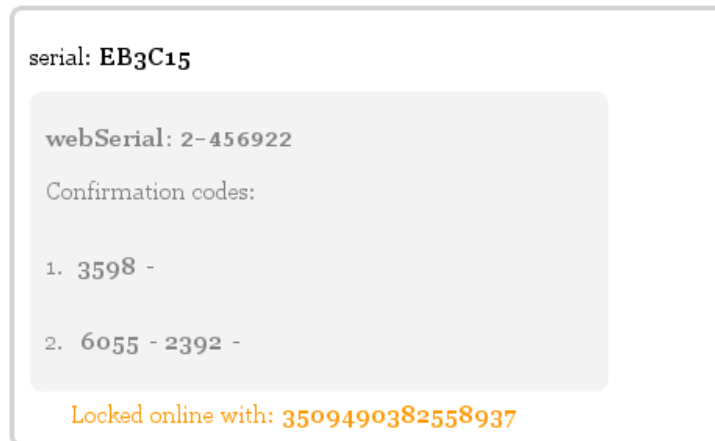 serial: EB3C15
webSerial: 2-456922
Confirmation codes:
1. 3598 -
2. 6055 - 2392 -
Locked online with: 3509490382558937